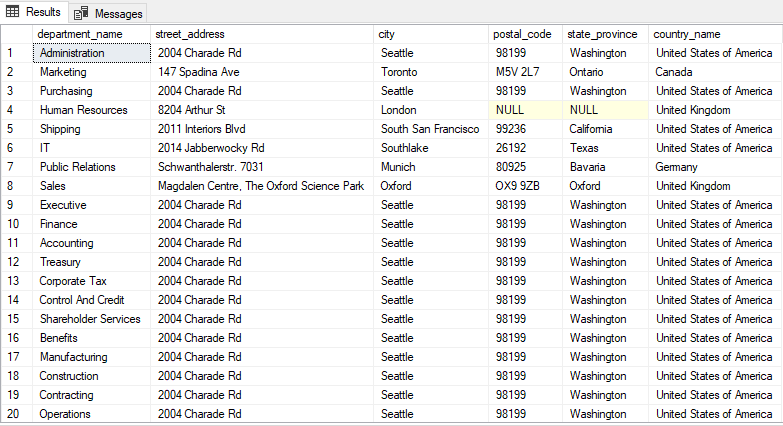 Results Messages
department_name street_address city postal_code state_province country_name
1 Administration 2004 Charade Rd Seattle 98199 Washington United States of America
2 Marketing 147 Spadina Ave Toronto M5V 2L7 Ontario Canada
3 Purchasing 2004 Charade Rd Seattle 98199 Washington United States of America
4 Human Resources 8204 Arthur St London NULL NULL United Kingdom
5 Shipping 2011 Interiors Blvd South San Francisco 99236 California United States of America
6 IT 2014 Jabberwocky Rd Southlake 26192 Texas United States of America
7 Public Relations Schwanthalerstr. 7031 Munich 80925 Bavaria Germany
8 Sales Magdalen Centre, The Oxford Science Park Oxford OX9 9ZB Oxford United Kingdom
9 Executive 2004 Charade Rd Seattle 98199 Washington United States of America
10 Finance 2004 Charade Rd Seattle 98199 Washington United States of America
11 Accounting 2004 Charade Rd Seattle 98199 Washington United States of America
12 Treasury 2004 Charade Rd Seattle 98199 Washington United States of America
13 Corporate Tax 2004 Charade Rd Seattle 98199 Washington United States of America
14 Control And Credit 2004 Charade Rd Seattle 98199 Washington United States of America
15 Shareholder Services 2004 Charade Rd Seattle 98199 Washington United States of America
16 Benefits 2004 Charade Rd Seattle 98199 Washington United States of America
17 Manufacturing 2004 Charade Rd Seattle 98199 Washington United States of America
18 Construction 2004 Charade Rd Seattle 98199 Washington United States of America
19 Contracting 2004 Charade Rd Seattle 98199 Washington United States of America
20 Operations 2004 Charade Rd Seattle 98199 Washington United States of America